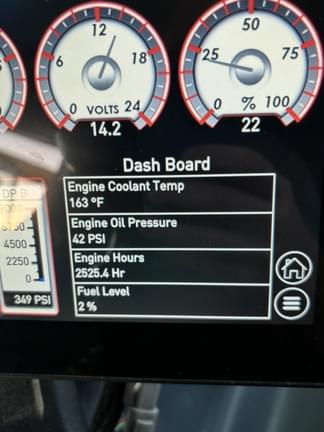 12
6
18
0
VOLTS
24
14.2
50
25
75
0
%
100
22
Dash Board
Engine Coolant Temp
163 °F
Engine Oil Pressure
42 PSI
Engine Hours
2525.4 Hr
Fuel Level
2 %
DP B
4500
2250
0
349 PSI